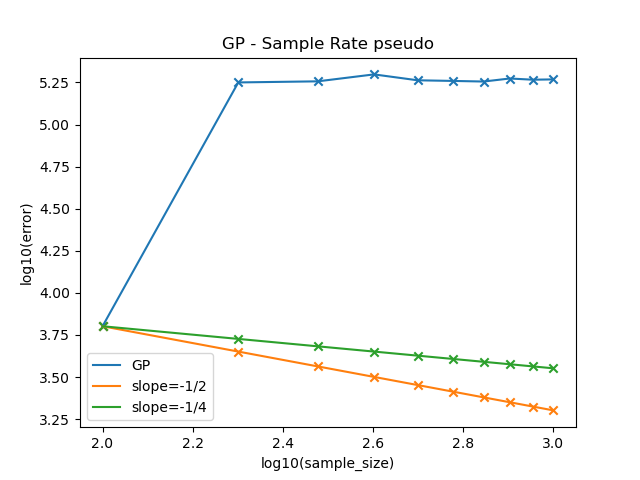 GP - Sample Rate pseudo
log10(error)
5.25
5.00
4.75
4.50
4.25
4.00
3.75
3.50
3.25
GP
slope=-1/2
slope=-1/4
2.0 2.2 2.4 2.6 2.8 3.0
log10(sample_size)